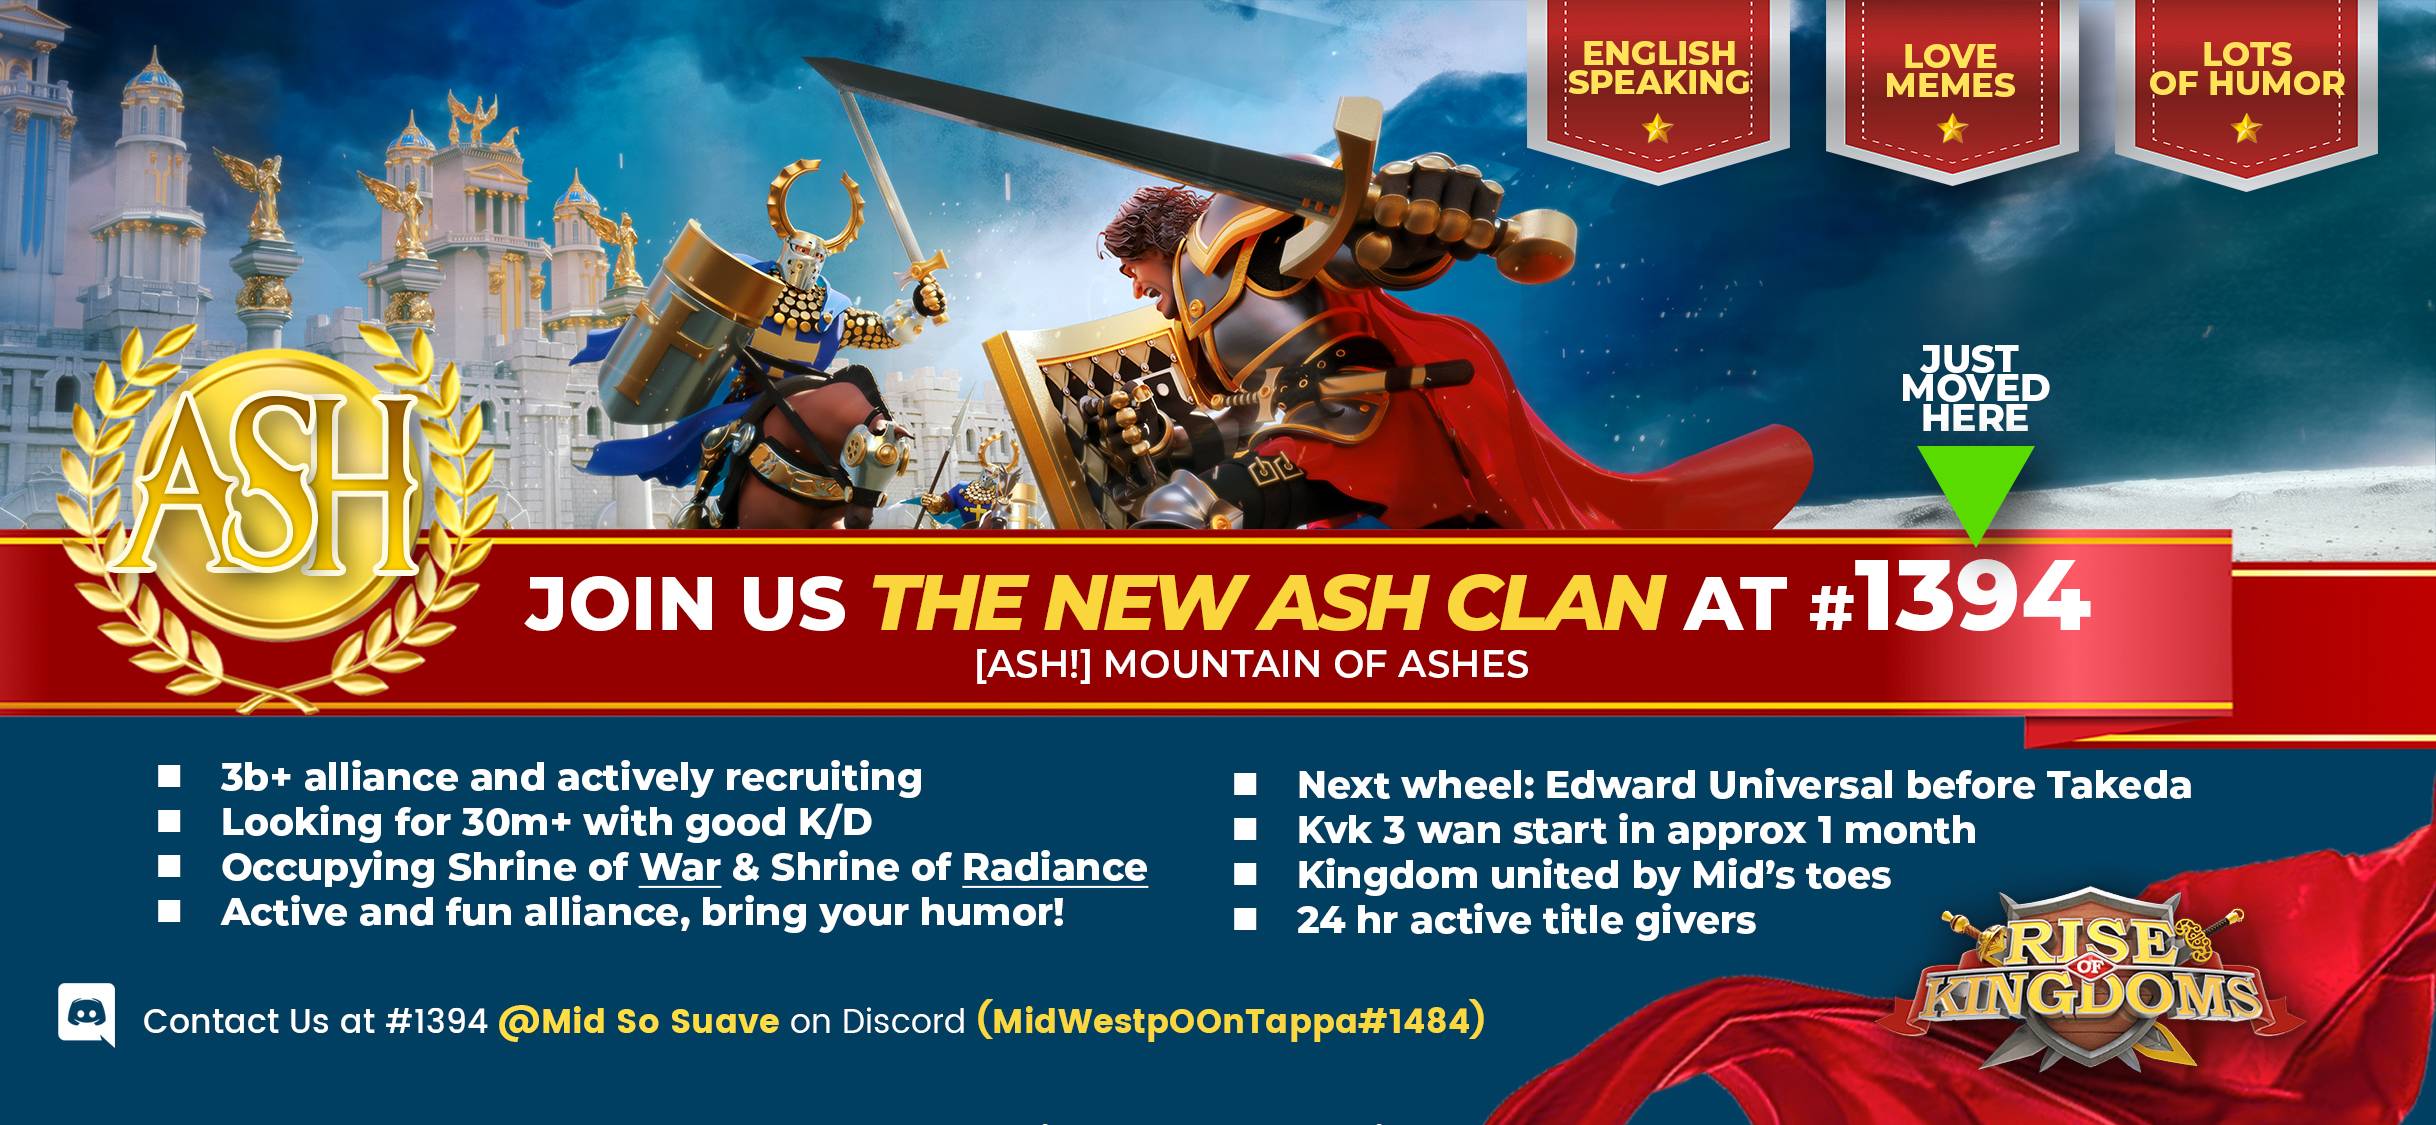 ENGLISH
SPEAKING
LOVE
MEMES
LOTS
OF HUMOR
JUST
MOVED
HERE
ASH
JOIN US THE NEW ASH CLAN AT #1394
[ASH!] MOUNTAIN OF ASHES
3b+ alliance and actively recruiting
Looking for 30m+ with good K/D
Occupying Shrine of War & Shrine of Radiance
Active and fun alliance, bring your humor!
Next wheel: Edward Universal before Takeda
Kvk 3 wan start in approx 1 month
Kingdom united by Mid's toes
24 hr active title givers
Contact Us at #1394 @Mid So Suave on Discord (MidWestpOOnTappa#1484)
RISE
OF
KINGDOMS